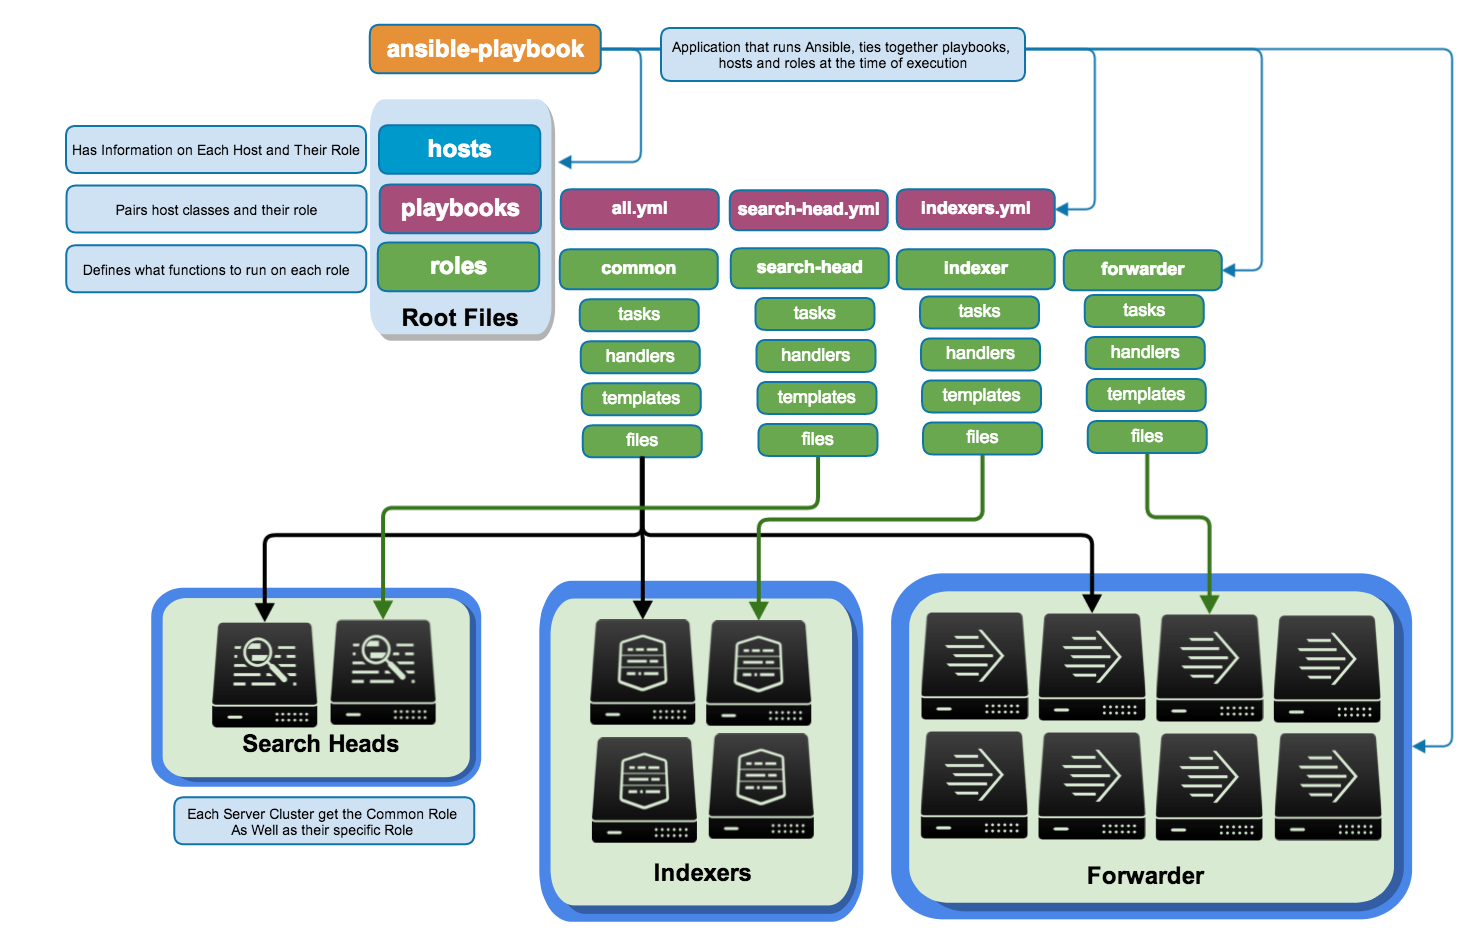 ansible-playbook
Application that runs Ansible, ties together playbooks,
hosts and roles at the time of execution
Has Information on Each Host and Their Role
hosts
Pairs host classes and their role
playbooks
all.yml
search-head.yml
indexers.yml
Defines what functions to run on each role
roles
common
search-head
indexer
forwarder
Root Files
tasks
tasks
tasks
tasks
handlers
handlers
handlers
handlers
templates
templates
templates
templates
files
files
files
files
Search Heads
Each Server Cluster get the Common Role
As Well as their specific Role
Indexers
Forwarder